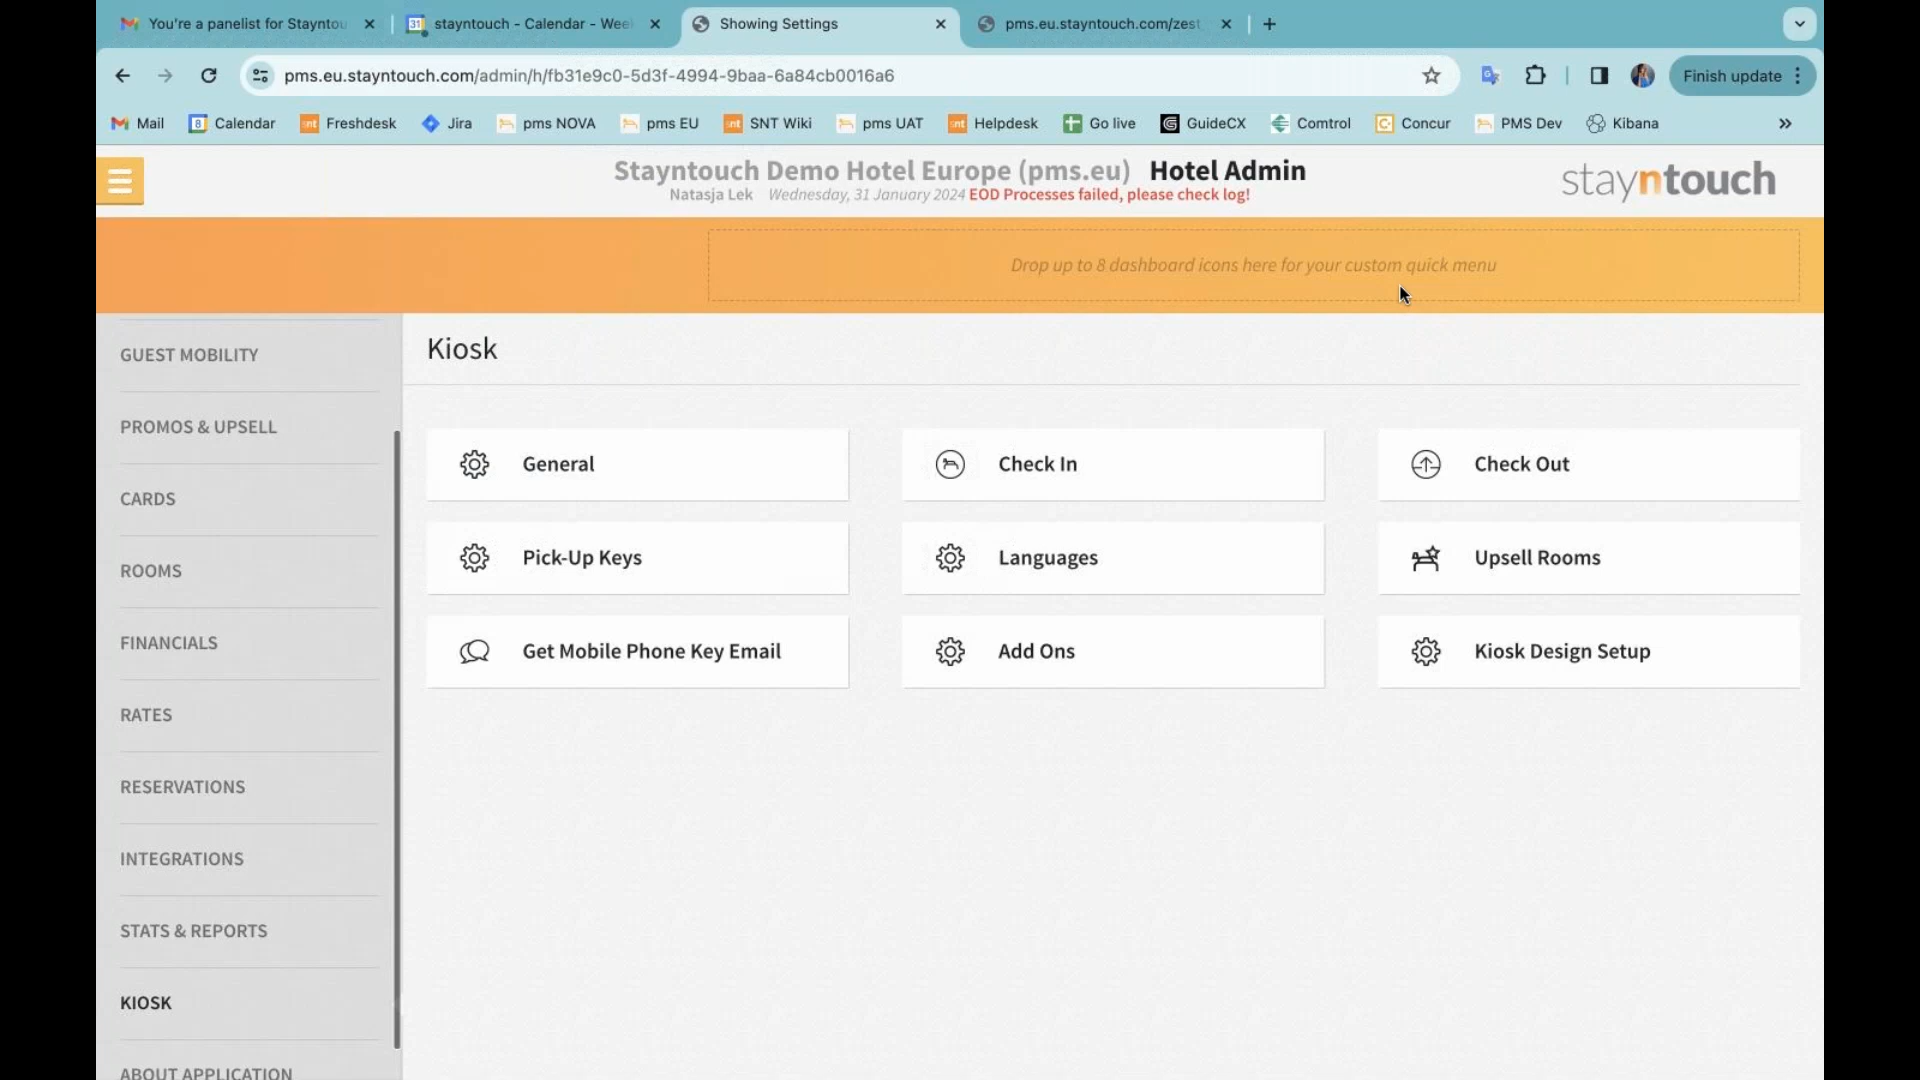 You're a panelist for Stayntou
stayntouch - Calendar - Wee
Showing Settings
pms.eu.stayntouch.com/zest
pms.eu.stayntouch.com/admin/h/fb31e9c0-5d3f-4994-9baa-6a84cb0016a6
Finish update
Mail
Calendar
Freshdesk
Jira
pms NOVA
pms EU
SNT Wiki
pms UAT
Helpdesk
Go live
GuideCX
Comtrol
Concur
PMS Dev
Kibana
Stayntouch Demo Hotel Europe (pms.eu) Hotel Admin
Natasja Lek Wednesday, 31 January 2024 EOD Processes failed, please check log!
stayntouch
Drop up to 8 dashboard icons here for your custom quick menu
GUEST MOBILITY
PROMOS & UPSELL
CARDS
ROOMS
FINANCIALS
RATES
RESERVATIONS
INTEGRATIONS
STATS & REPORTS
KIOSK
ABOUT APPLICATION
Kiosk
General
Check In
Check Out
Pick-Up Keys
Languages
Upsell Rooms
Get Mobile Phone Key Email
Add Ons
Kiosk Design Setup